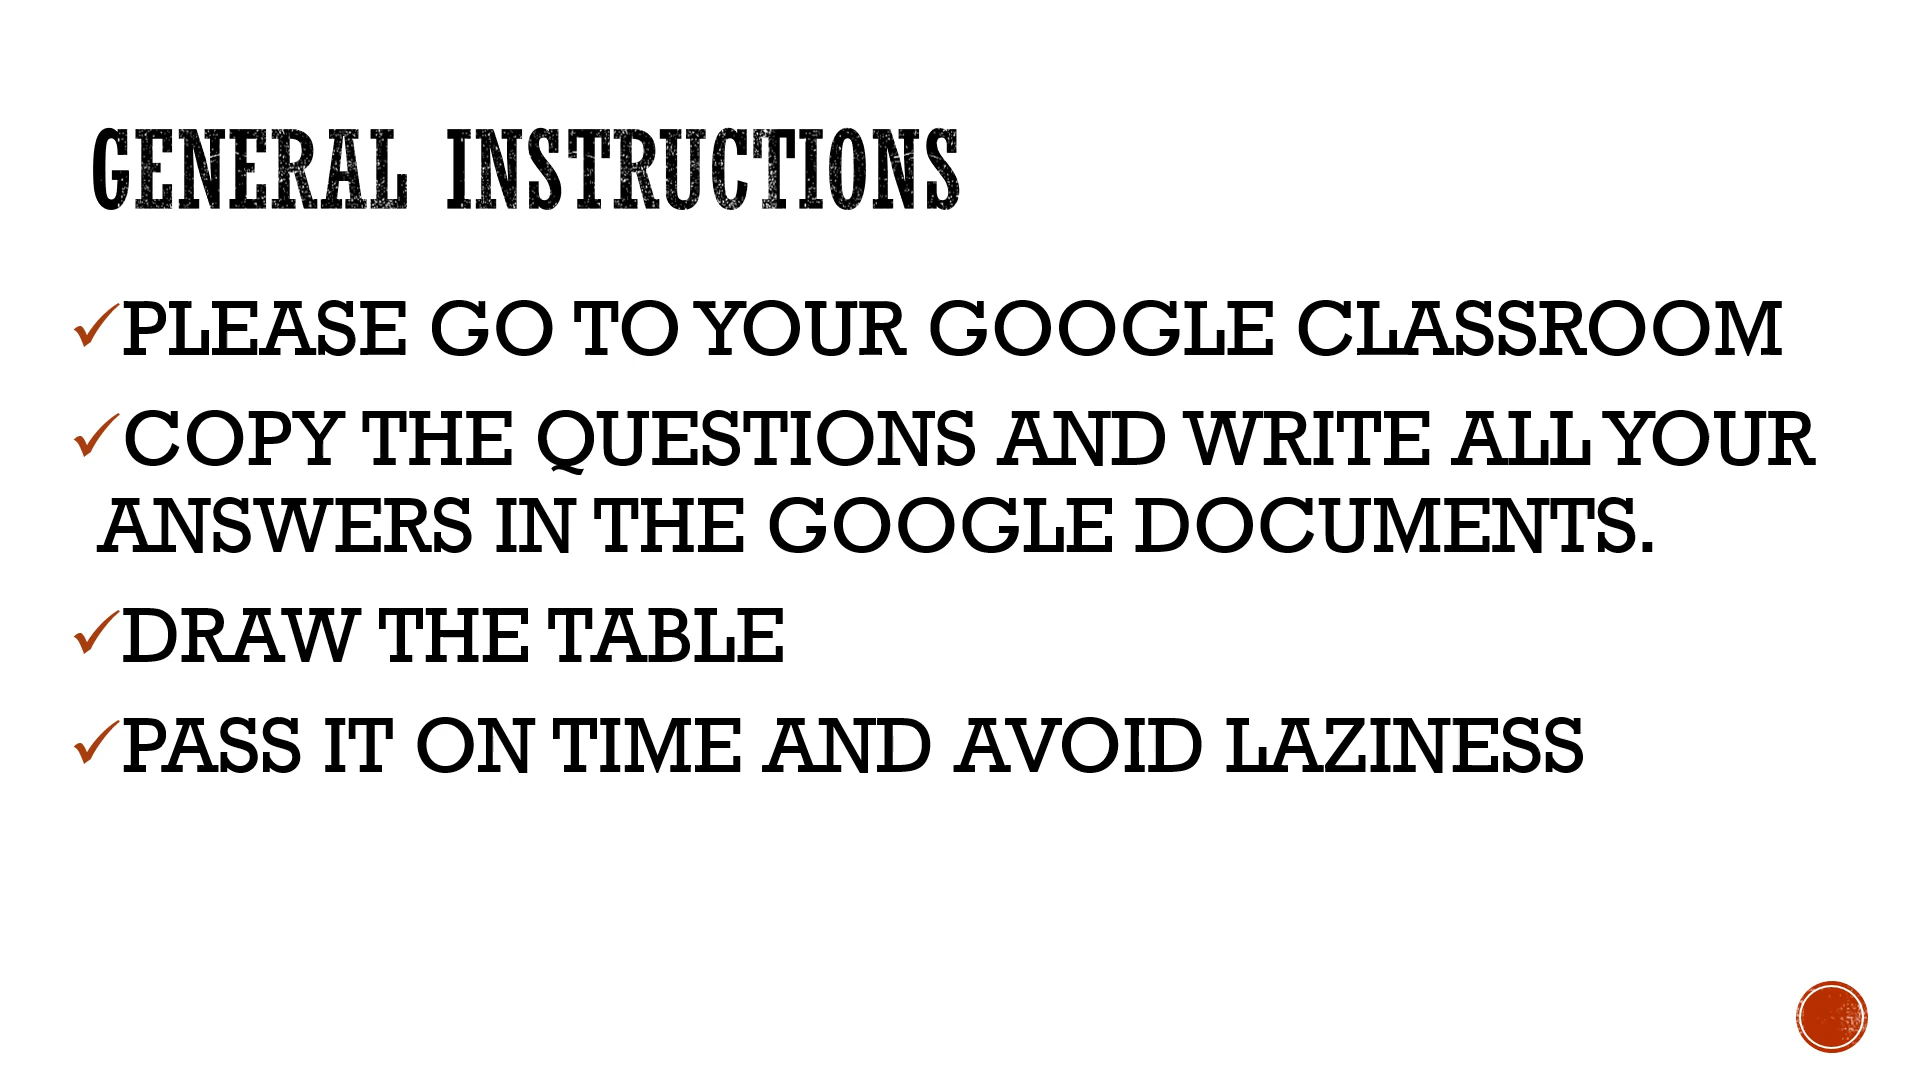 GENERAL INSTRUCTIONS
✓PLEASE GO TO YOUR GOOGLE CLASSROOM
✓COPY THE QUESTIONS AND WRITE ALL YOUR
ANSWERS IN THE GOOGLE DOCUMENTS.
✓DRAW THE TABLE
✓PASS IT ON TIME AND AVOID LAZINESS